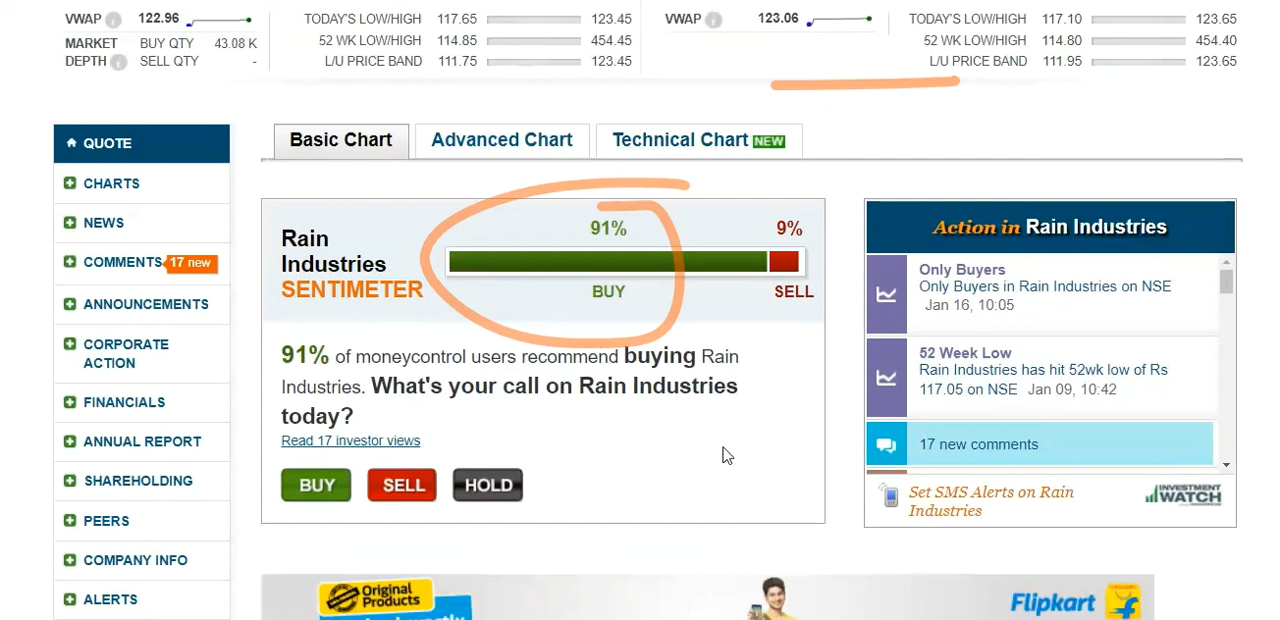 VWAP 122.96
TODAY'S LOW/HIGH 117.65 123.45
VWAP 123.06
TODAY'S LOW/HIGH 117.10 123.65
MARKET DEPTH
BUY QTY 43.08 K
SELL QTY -
52 WK LOW/HIGH 114.85 454.45
L/U PRICE BAND 111.75 123.45
52 WK LOW/HIGH 114.80 454.40
L/U PRICE BAND 111.95 123.65
QUOTE
CHARTS
NEWS
COMMENTS 17 new
ANNOUNCEMENTS
CORPORATE
ACTION
FINANCIALS
ANNUAL REPORT
SHAREHOLDING
PEERS
COMPANY INFO
ALERTS
Basic Chart Advanced Chart Technical Chart NEW
Rain
Industries
SENTIMETER
91% 9%
BUY SELL
91% of moneycontrol users recommend buying Rain
Industries. What's your call on Rain Industries
today?
Read 17 investor views
BUY SELL HOLD
Action in Rain Industries
Only Buyers
Only Buyers in Rain Industries on NSE
Jan 16, 10:05
52 Week Low
Rain Industries has hit 52wk low of Rs
117.05 on NSE Jan 09, 10:42
17 new comments
Set SMS Alerts on Rain
Industries
INVESTMENT
WATCH
Original
Products
Flipkart